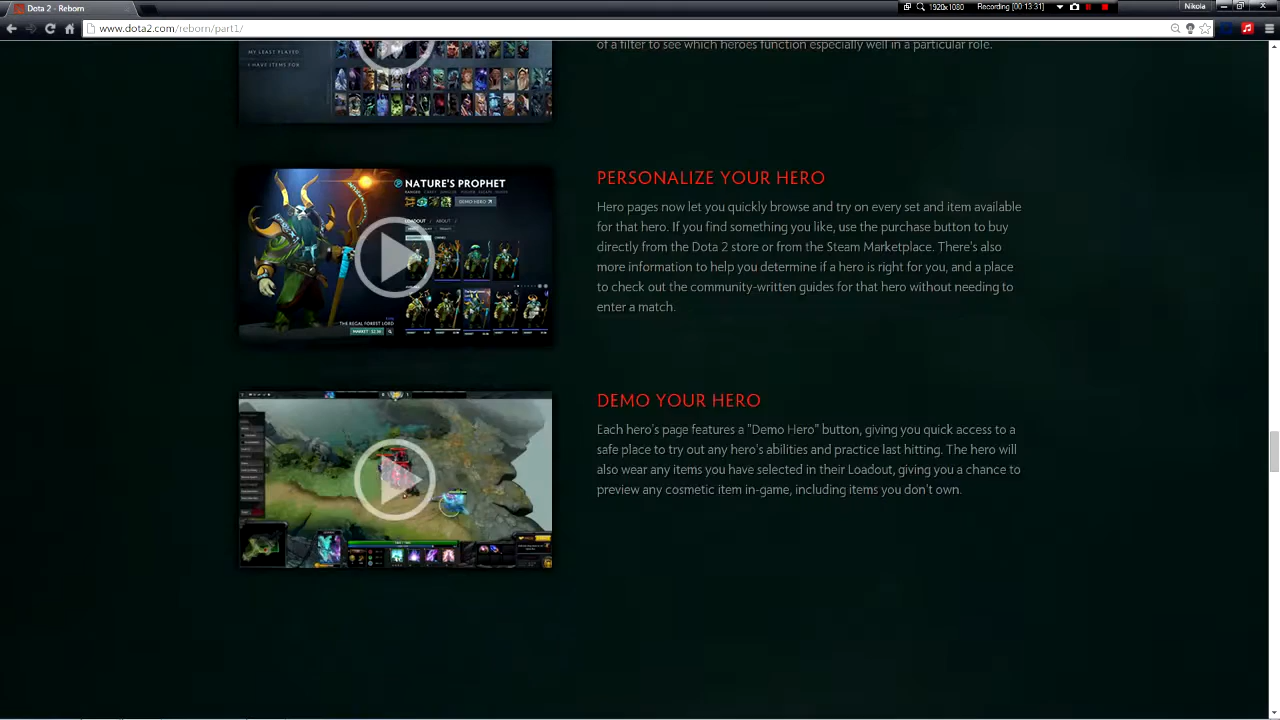 Dota 2 - Reborn
1920x1080
Recording [00:13:31]
Nikola
www.dota2.com/reborn/part1/
MY LEAST PLAYED
I HAVE ITEMS FOR
of a filter to see which heroes function especially well in a particular role.
NATURE'S PROPHET
DEMO HERO
LOADOUT / ABOUT /
THE REGAL FOREST LORD
MARKET $2.99
PERSONALIZE YOUR HERO
Hero pages now let you quickly browse and try on every set and item available
for that hero. If you find something you like, use the purchase button to buy
directly from the Dota 2 store or from the Steam Marketplace. There's also
more information to help you determine if a hero is right for you, and a place
to check out the community-written guides for that hero without needing to
enter a match.
DEMO YOUR HERO
Each hero's page features a "Demo Hero" button, giving you quick access to a
safe place to try out any hero's abilities and practice last hitting. The hero will
also wear any items you have selected in their Loadout, giving you a chance to
preview any cosmetic item in-game, including items you don't own.